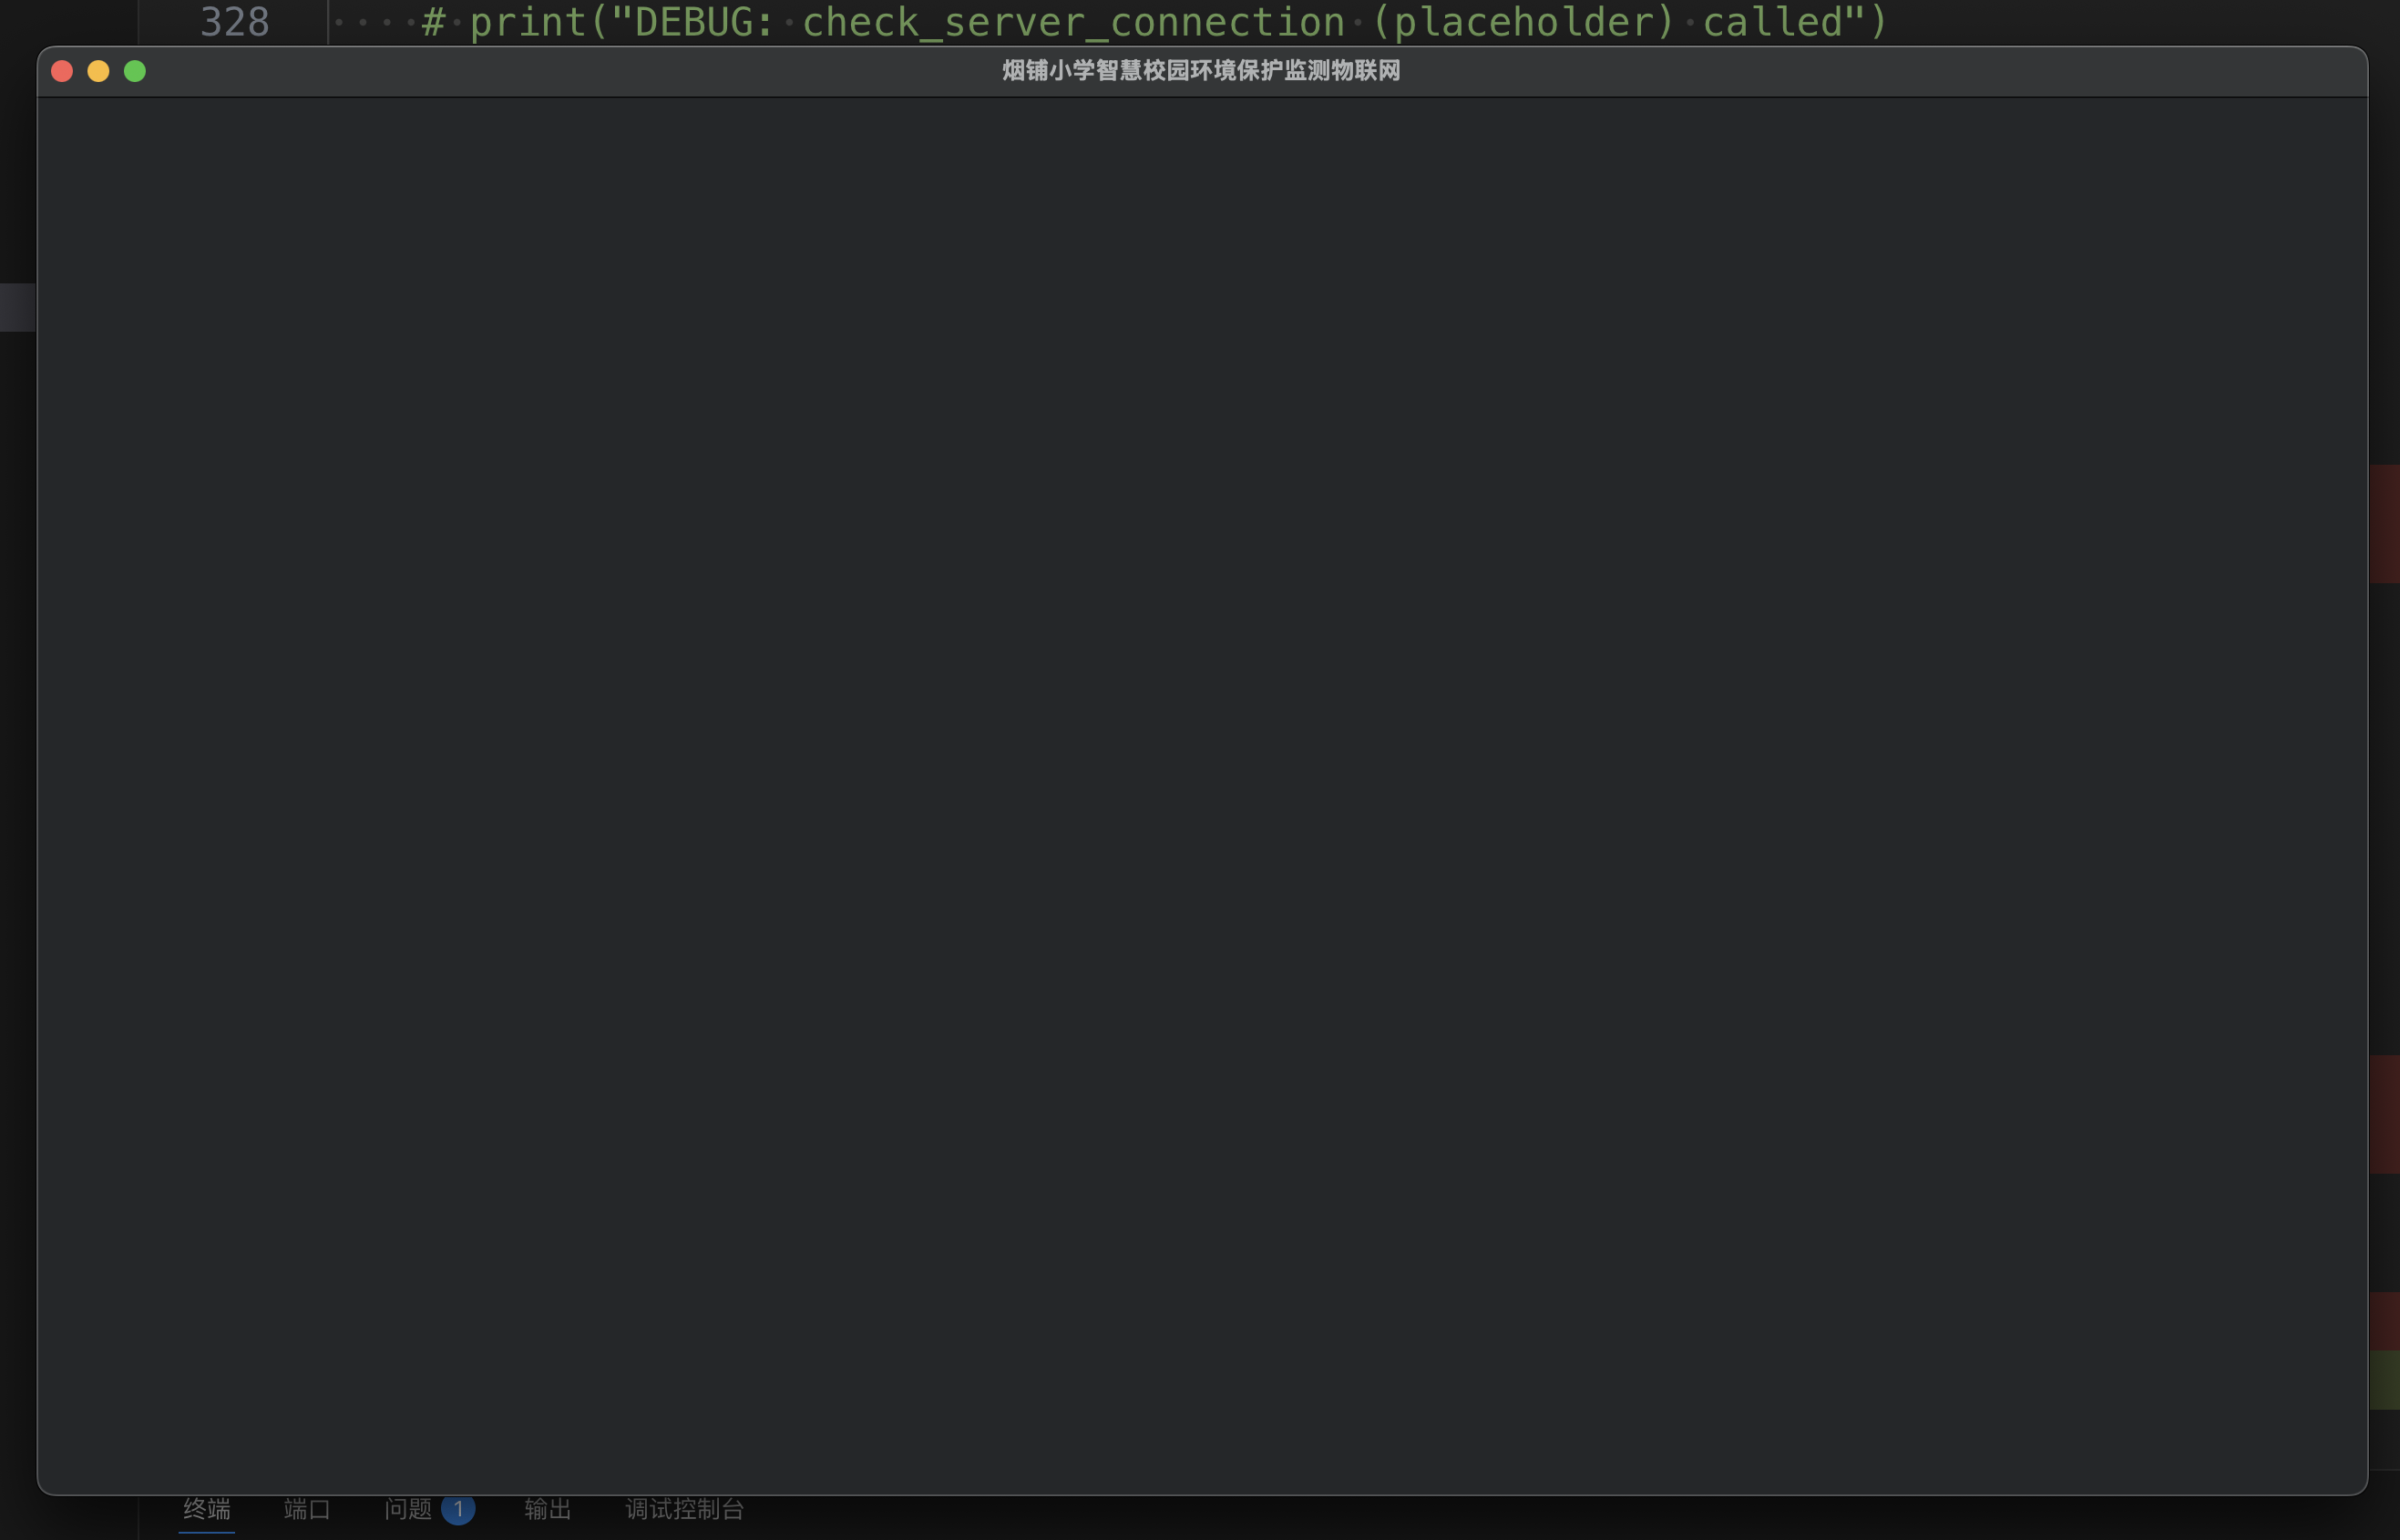 328 # print("DEBUG: check_server_connection (placeholder) called")
烟铺小学智慧校园环境保护监测物联网
终端 端口 问题 1 输出 调试控制台